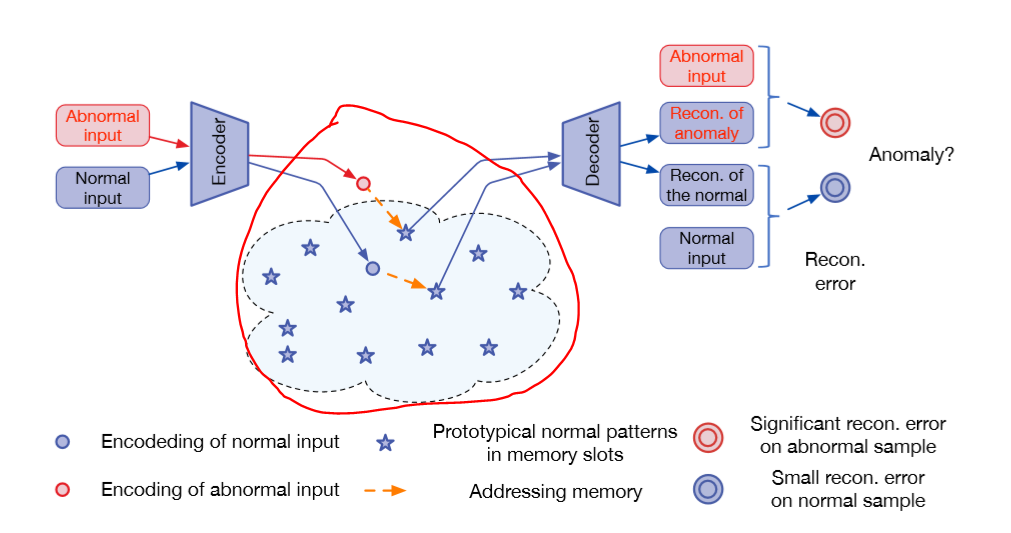 Abnormal
input
Normal
input
Encoder
Decoder
Abnormal
input
Recon. of
anomaly
Recon. of
the normal
Normal
input
Anomaly?
Recon.
error
Encodeding of normal input
Encoding of abnormal input
Prototypical normal patterns
in memory slots
Addressing memory
Significant recon. error
on abnormal sample
Small recon. error
on normal sample